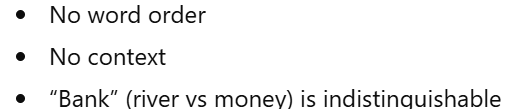 • No word order
• No context
• “Bank” (river vs money) is indistinguishable